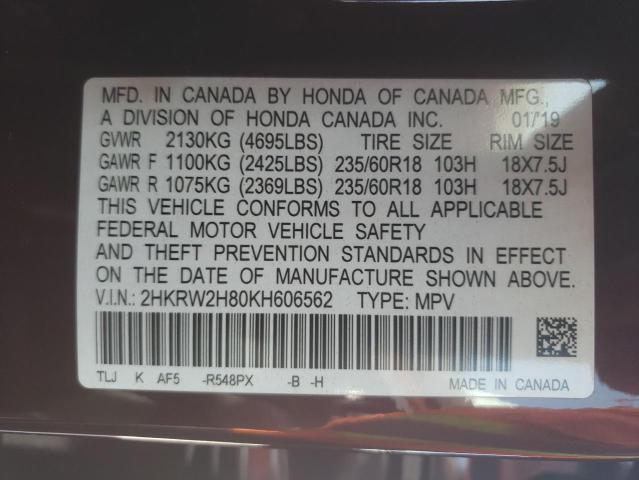 MFD. IN CANADA BY HONDA OF CANADA MFG.,
A DIVISION OF HONDA CANADA INC. 01/19
GVWR 2130KG (4695LBS) TIRE SIZE RIM SIZE
GAWR F 1100KG (2425LBS) 235/60R18 103H 18X7.5J
GAWR R 1075KG (2369LBS) 235/60R18 103H 18X7.5J
THIS VEHICLE CONFORMS TO ALL APPLICABLE
FEDERAL MOTOR VEHICLE SAFETY
AND THEFT PREVENTION STANDARDS IN EFFECT
ON THE DATE OF MANUFACTURE SHOWN ABOVE.
V.I.N.: 2HKRW2H80KH606562 TYPE: MPV
TLJ K AF5 -R548PX -B -H MADE IN CANADA